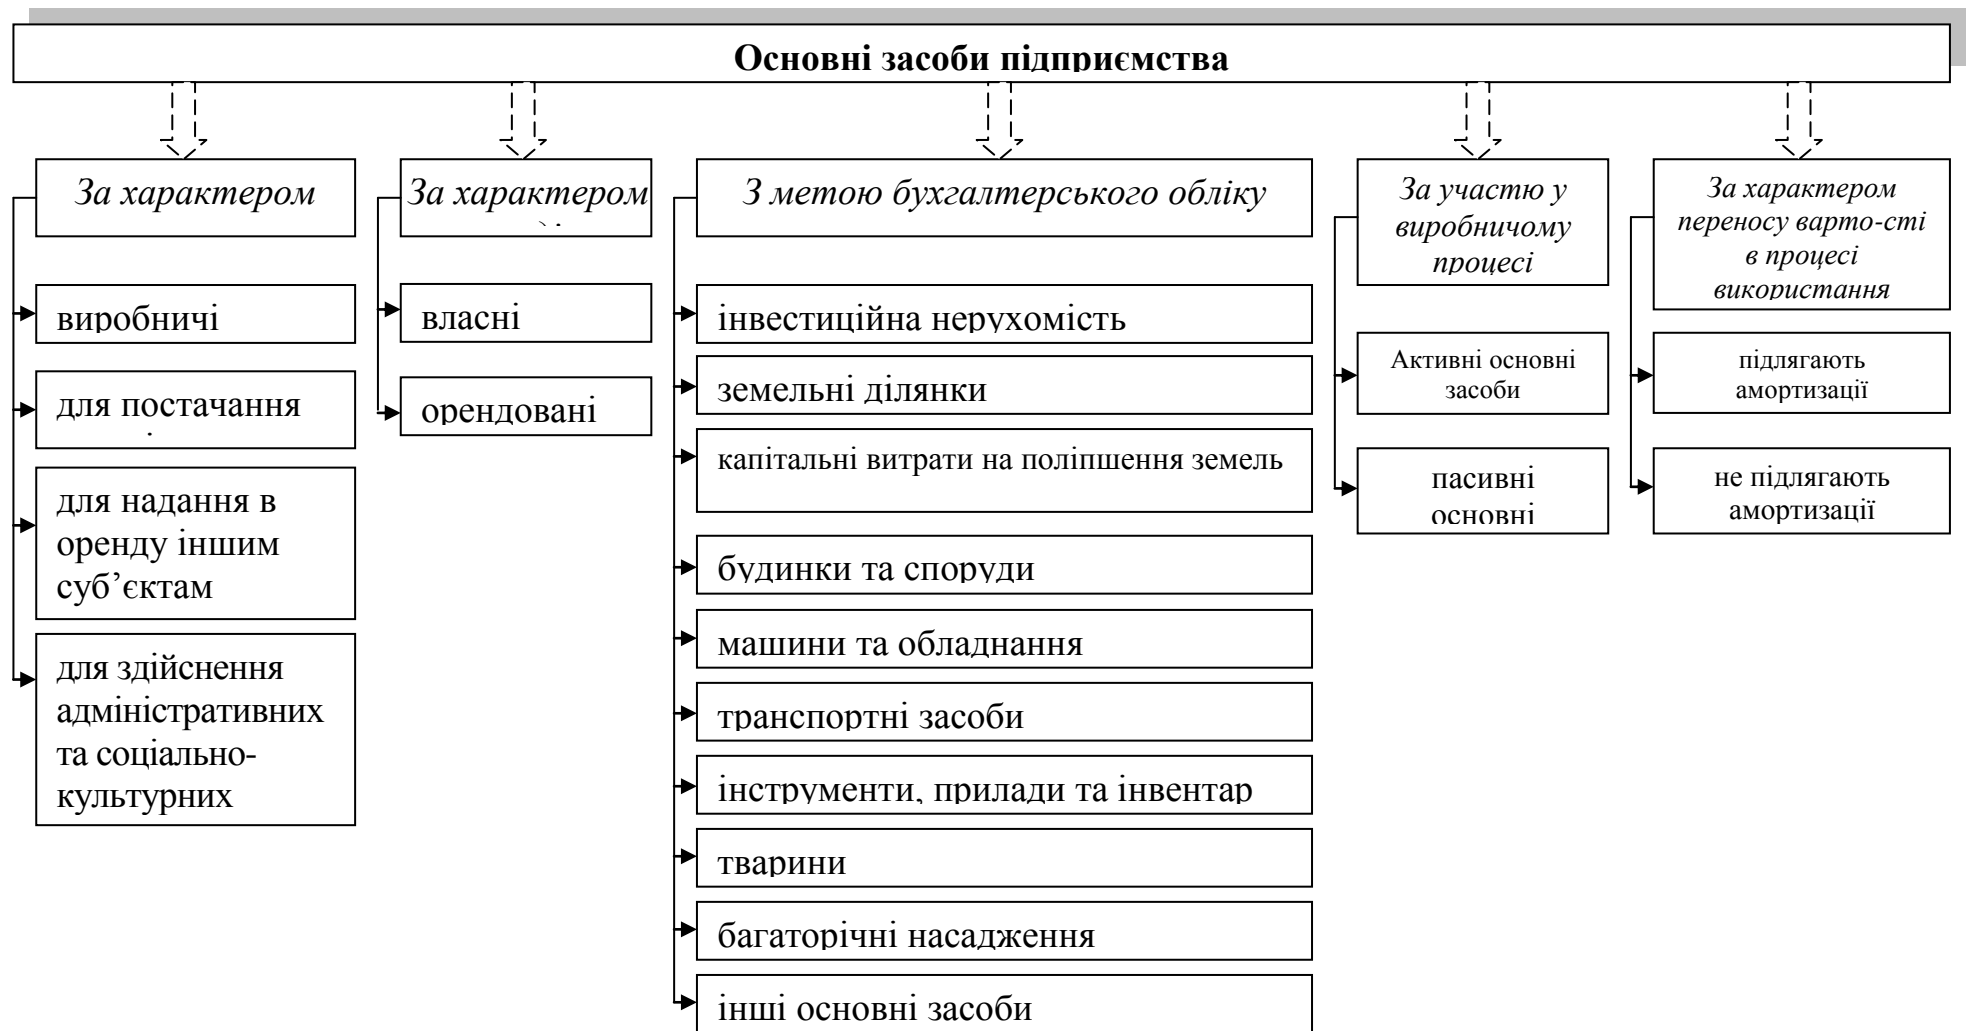 Основні засоби підприємства
За характером
виробничі
для постачання
для надання в
оренду іншим
суб’єктам
для здійснення
адміністративних
та соціально-
культурних
За характером
власні
орендовані
З метою бухгалтерського обліку
інвестиційна нерухомість
земельні ділянки
капітальні витрати на поліпшення земель
будинки та споруди
машини та обладнання
транспортні засоби
інструменти, прилади та інвентар
тварини
багаторічні насадження
інші основні засоби
За участю у
виробничому
процесі
Активні основні
засоби
пасивні
основні
За характером
переносу варто-сті
в процесі
використання
підлягають
амортизації
не підлягають
амортизації